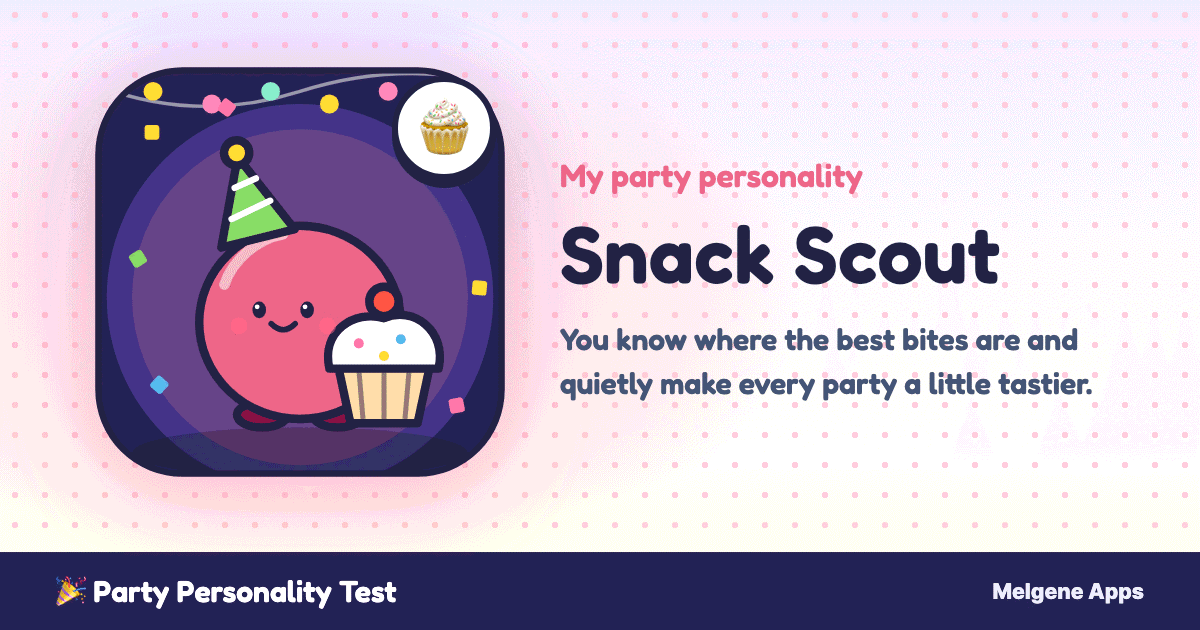 My party personality
Snack Scout
You know where the best bites are and
quietly make every party a little tastier.
🎉 Party Personality Test
Melgene Apps